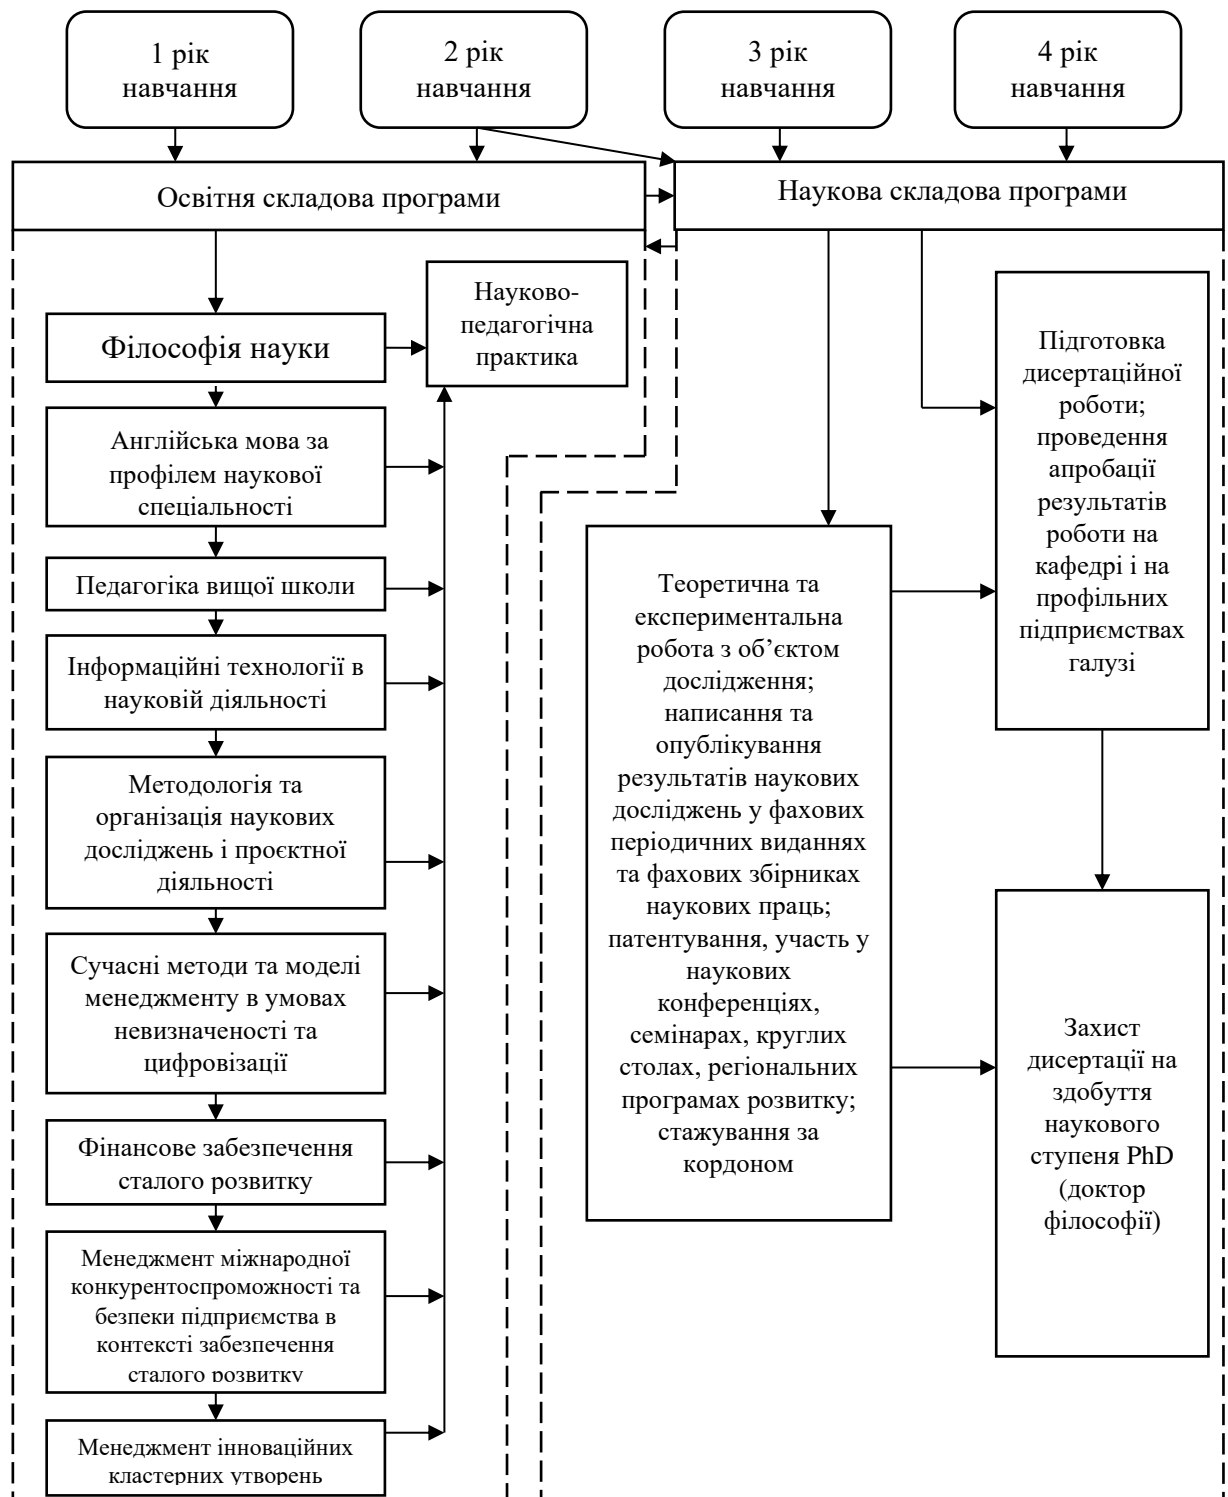 1 рік
навчання
2 рік
навчання
3 рік
навчання
4 рік
навчання
Освітня складова програми
Наукова складова програми
Філософія науки
Науково-
педагогічна
практика
Англійська мова за
профілем наукової
спеціальності
Педагогіка вищої школи
Інформаційні технології в
науковій діяльності
Методологія та
організація наукових
досліджень і проєктної
діяльності
Сучасні методи та моделі
менеджменту в умовах
невизначеності та
цифровізації
Фінансове забезпечення
сталого розвитку
Менеджмент міжнародної
конкурентоспроможності та
безпеки підприємства в
контексті забезпечення
сталого розвитку
Менеджмент інноваційних
кластерних утворень
Теоретична та
експериментальна
робота з об’єктом
дослідження;
написання та
опублікування
результатів наукових
досліджень у фахових
періодичних виданнях
та фахових збірниках
наукових праць;
патентування, участь у
наукових
конференціях,
семінарах, круглих
столах, регіональних
програмах розвитку;
стажування за
кордоном
Підготовка
дисертаційної
роботи;
проведення
апробації
результатів
роботи на
кафедрі і на
профільних
підприємствах
галузі
Захист
дисертації на
здобуття
наукового
ступеня PhD
(доктор
філософії)